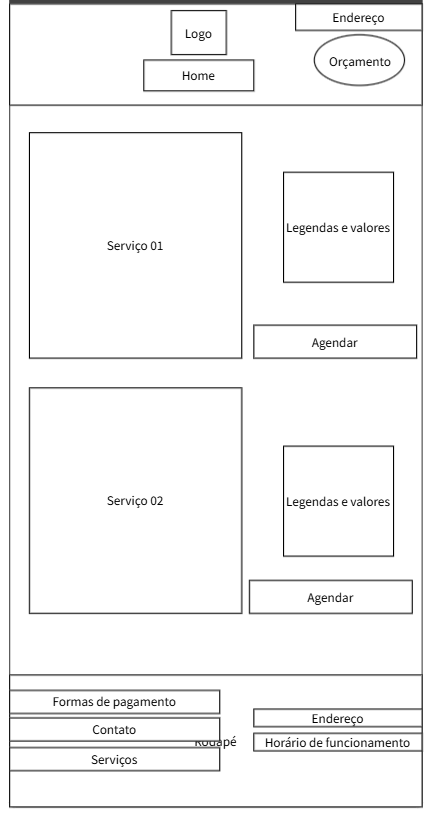 Endereço
Logo
Orçamento
Home
Serviço 01
Legendas e valores
Agendar
Serviço 02
Legendas e valores
Agendar
Formas de pagamento
Endereço
Contato
Rodapé
Horário de funcionamento
Serviços